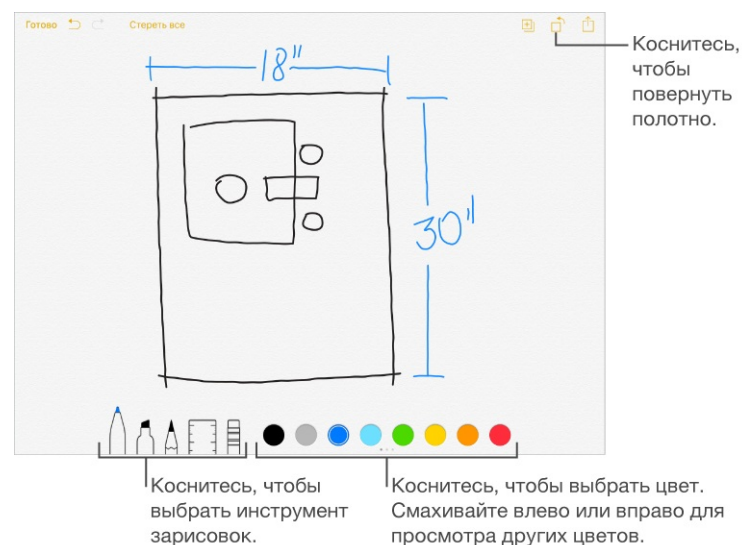 Готово
Стереть все
18"
30"
Коснитесь,
чтобы
повернуть
полотно.
Коснитесь, чтобы
выбрать инструмент
зарисовок.
Коснитесь, чтобы выбрать цвет.
Смахивайте влево или вправо для
просмотра других цветов.